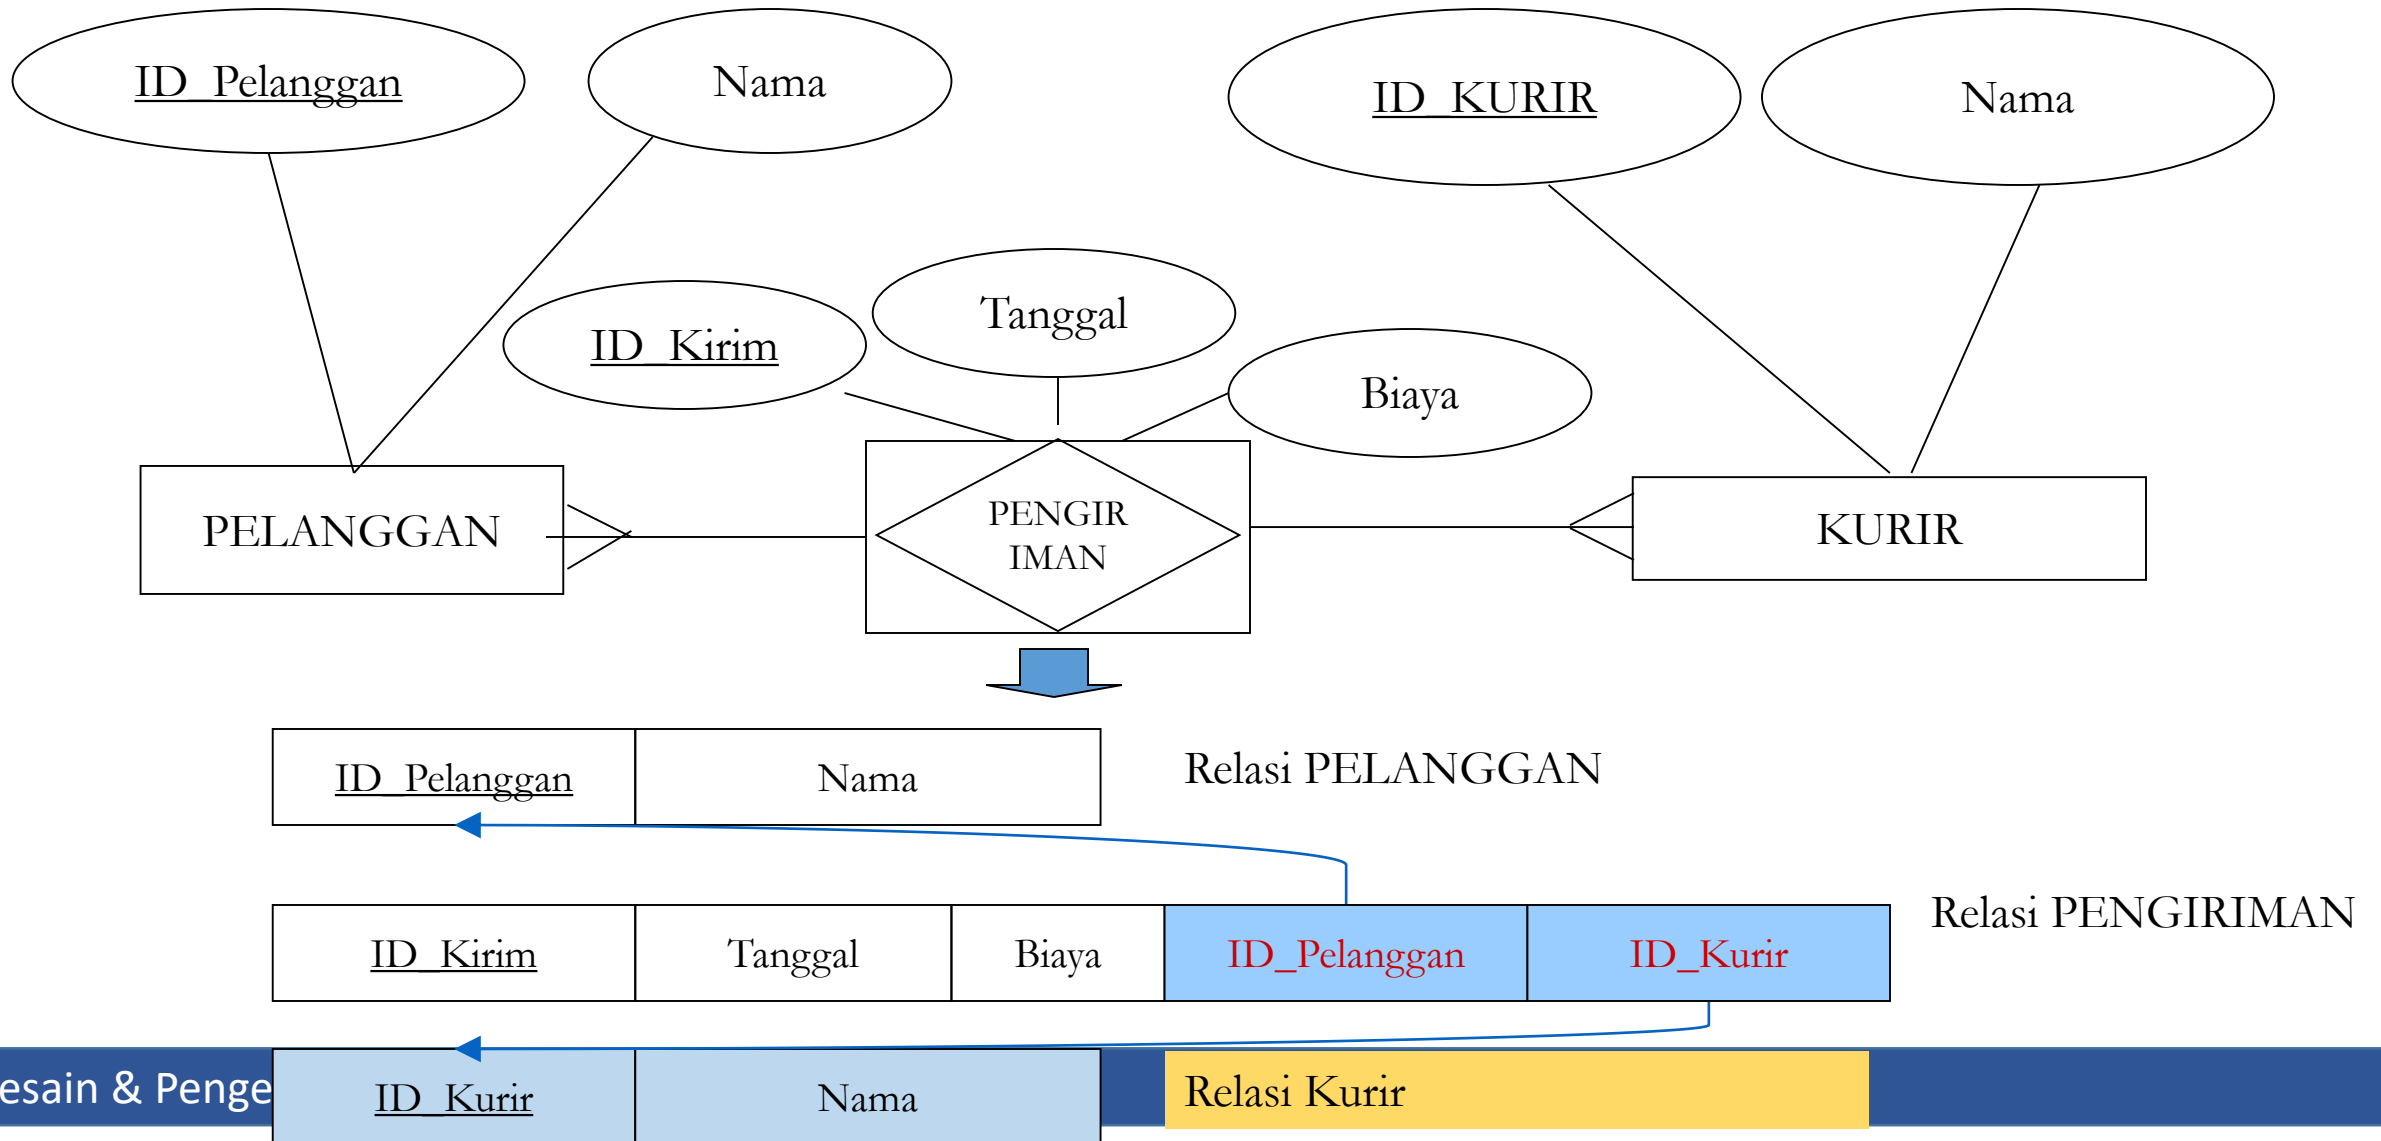 ID_Pelanggan
Nama
ID_KURIR
Nama
ID_Kirim
Tanggal
Biaya
PELANGGAN
PENGIR
IMAN
KURIR
ID_Pelanggan
Nama
Relasi PELANGGAN
ID_Kirim
Tanggal
Biaya
ID_Pelanggan
ID_Kurir
Relasi PENGIRIMAN
esain & Penge
ID_Kurir
Nama
Relasi Kurir